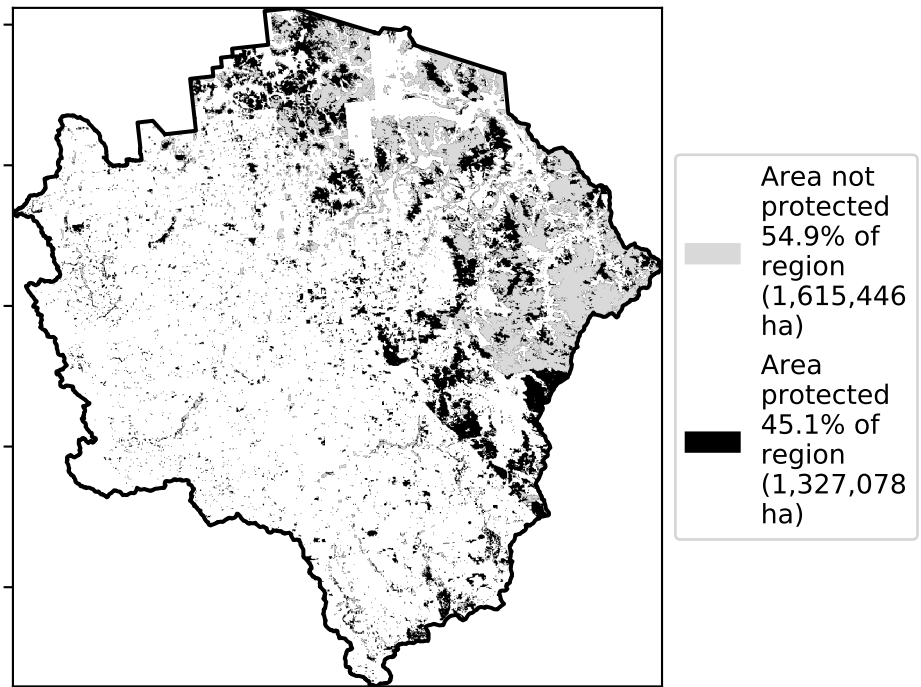 Area not
protected
54.9% of
region
(1,615,446
ha)
Area
protected
45.1% of
region
(1,327,078
ha)